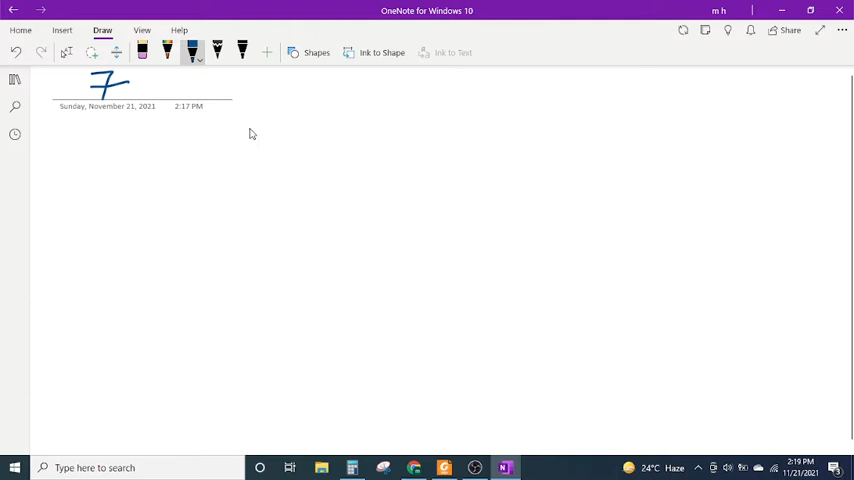 OneNote for Windows 10
m h
Home
Insert
Draw
View
Help
Share
Shapes
Ink to Shape
Ink to Text
7
Sunday, November 21, 2021 2:17 PM
Type here to search
24°C Haze
2:19 PM
11/21/2021
3